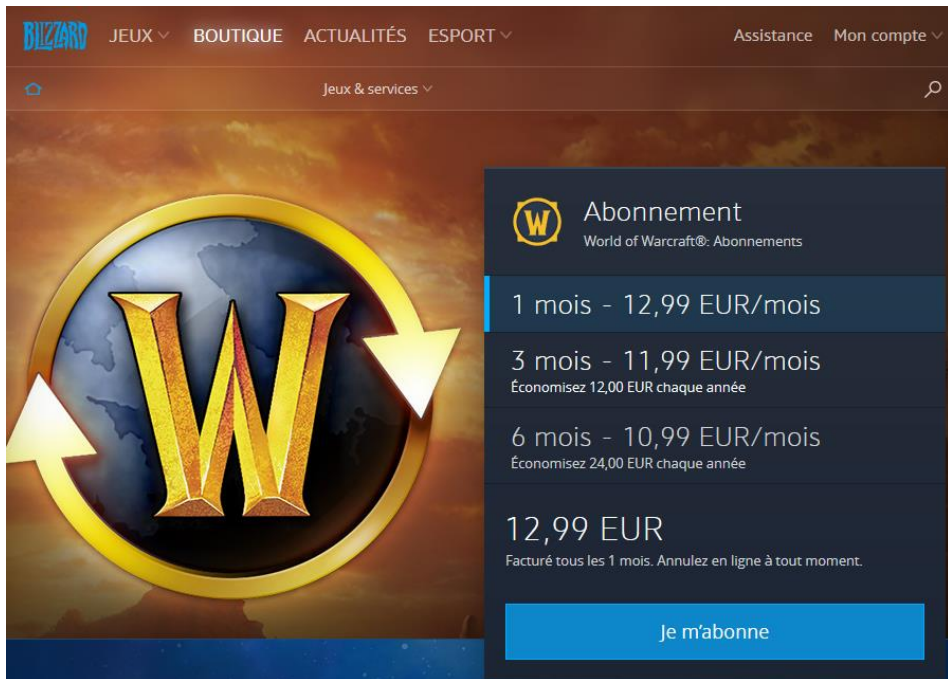 BLIZZARD JEUX BOUTIQUE ACTUALITÉS ESPORT Assistance Mon compte
Jeux & services
W
W
Abonnement
World of Warcraft®: Abonnements
1 mois - 12,99 EUR/mois
3 mois - 11,99 EUR/mois
Économisez 12,00 EUR chaque année
6 mois - 10,99 EUR/mois
Économisez 24,00 EUR chaque année
12,99 EUR
Facturé tous les 1 mois. Annulez en ligne à tout moment.
Je m'abonne